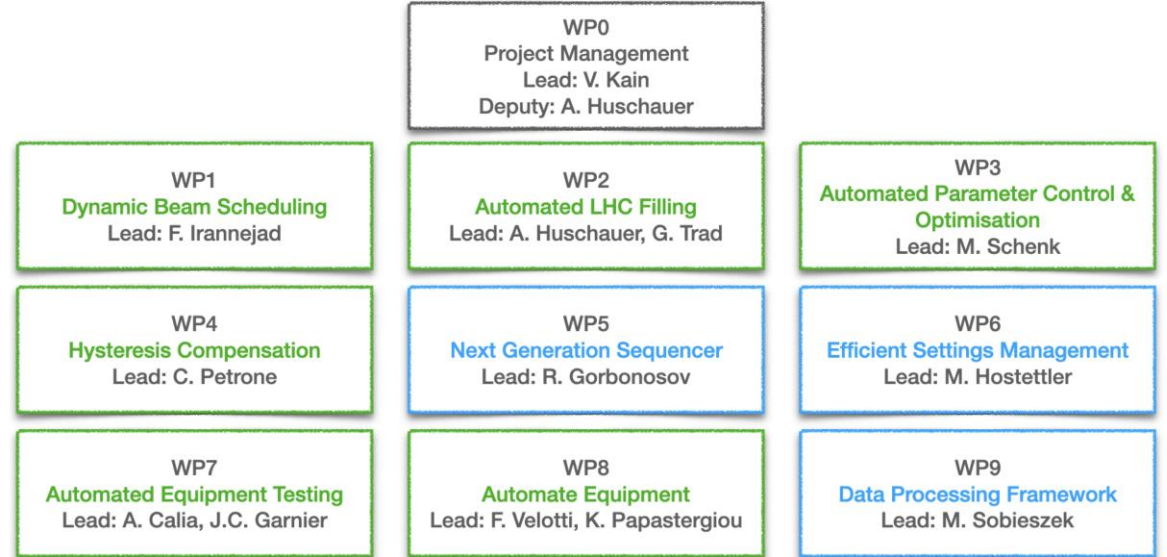 WP0
Project Management
Lead: V. Kain
Deputy: A. Huschauer
WP1
Dynamic Beam Scheduling
Lead: F. Irannejad
WP2
Automated LHC Filling
Lead: A. Huschauer, G. Trad
WP3
Automated Parameter Control &
Optimisation
Lead: M. Schenk
WP4
Hysteresis Compensation
Lead: C. Petrone
WP5
Next Generation Sequencer
Lead: R. Gorbonosov
WP6
Efficient Settings Management
Lead: M. Hostettler
WP7
Automated Equipment Testing
Lead: A. Calia, J.C. Garnier
WP8
Automate Equipment
Lead: F. Velotti, K. Papastergiou
WP9
Data Processing Framework
Lead: M. Sobieszek